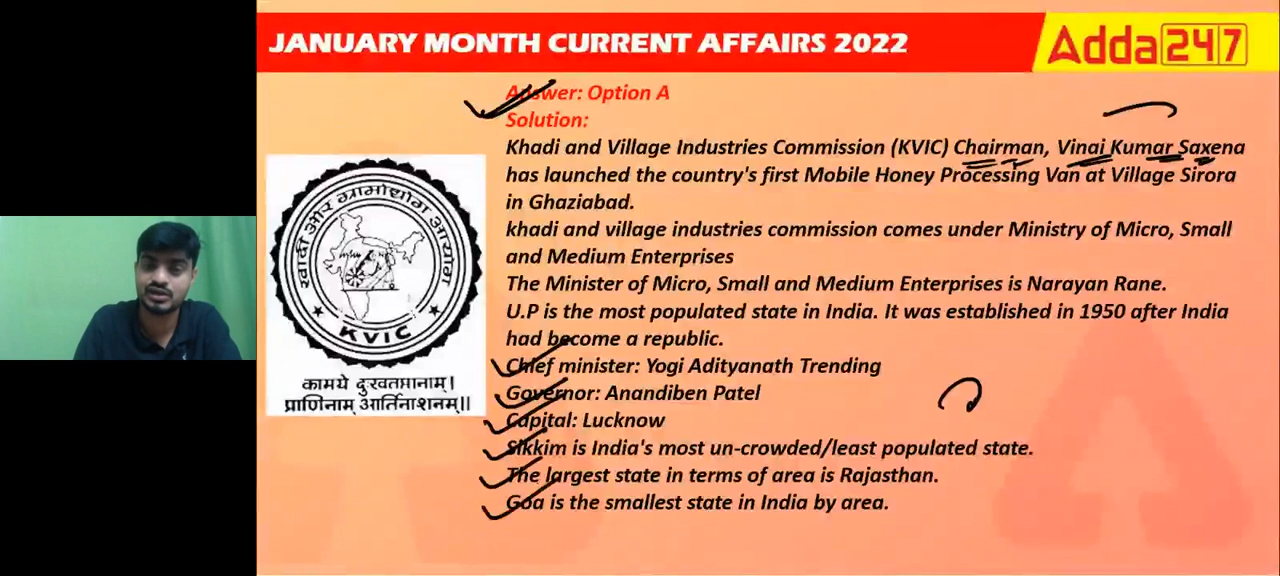 JANUARY MONTH CURRENT AFFAIRS 2022
Adda247
Answer: Option A
Solution:
Khadi and Village Industries Commission (KVIC) Chairman, Vinai Kumar Saxena
has launched the country's first Mobile Honey Processing Van at Village Sirora
in Ghaziabad.
khadi and village industries commission comes under Ministry of Micro, Small
and Medium Enterprises
The Minister of Micro, Small and Medium Enterprises is Narayan Rane.
U.P is the most populated state in India. It was established in 1950 after India
had become a republic.
Chief minister: Yogi Adityanath Trending
Governor: Anandiben Patel
Capital: Lucknow
Sikkim is India's most un-crowded/least populated state.
The largest state in terms of area is Rajasthan.
Goa is the smallest state in India by area.
खादी और ग्रामोद्योग आयोग
KVIC
कामये दुःखतप्तानाम्।
प्राणिनाम् आर्तिनाशनम्॥